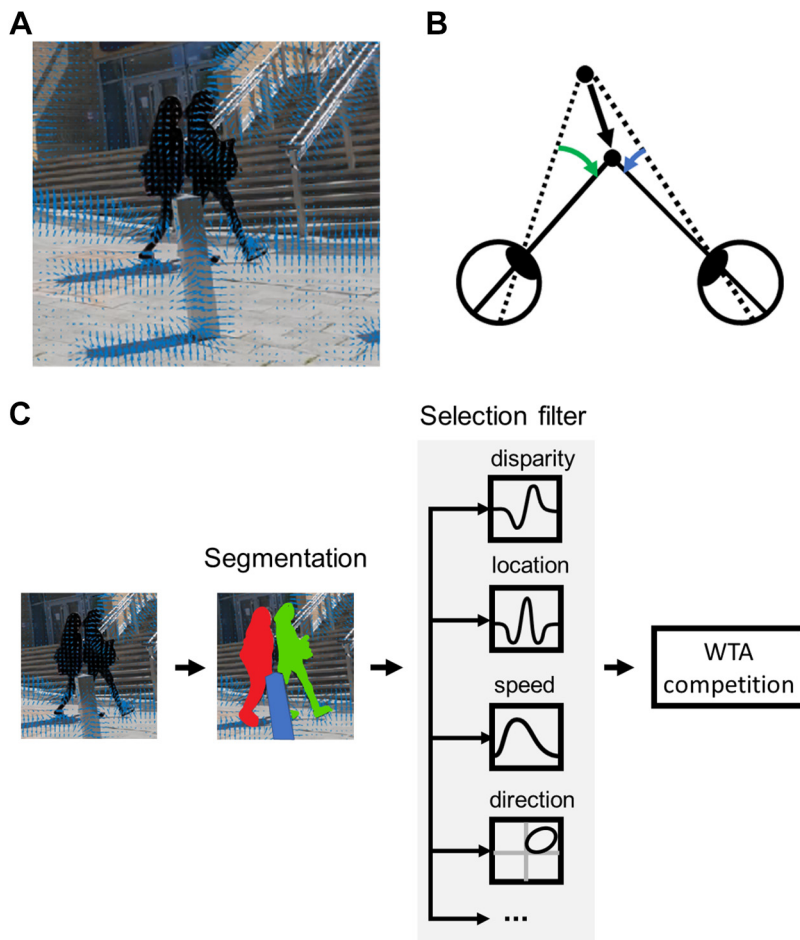 A
B
C
Selection filter
disparity
Segmentation
location
speed
direction
...
WTA
competition